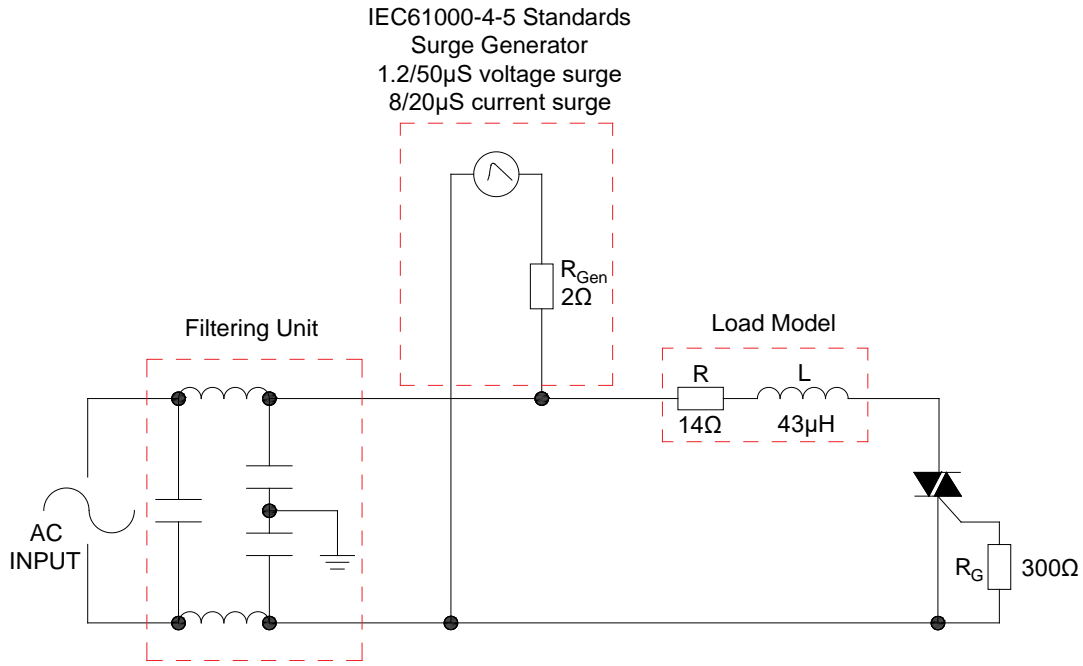 IEC61000-4-5 Standards
Surge Generator
1.2/50µS voltage surge
8/20µS current surge
R_Gen
2Ω
Filtering Unit
Load Model
R
L
14Ω
43µH
AC
INPUT
R_G
300Ω